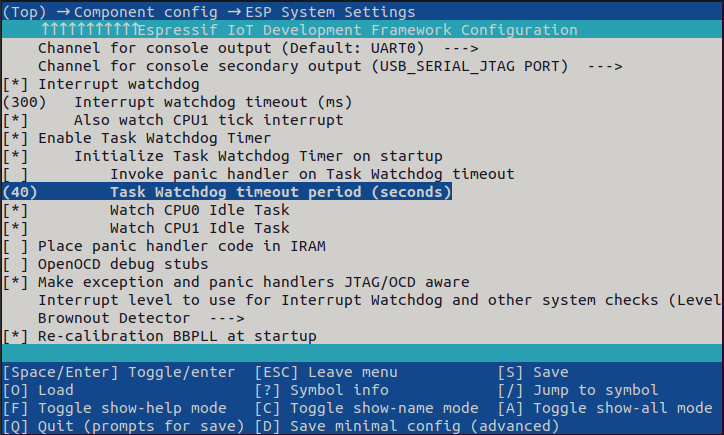 (Top) →Component config →ESP System Settings
↑↑↑↑↑↑↑↑↑↑↑Espressif IoT Development Framework Configuration
Channel for console output (Default: UART0)  --->
Channel for console secondary output (USB_SERIAL_JTAG PORT)  --->
[*] Interrupt watchdog
(300)   Interrupt watchdog timeout (ms)
[*]     Also watch CPU1 tick interrupt
[*] Enable Task Watchdog Timer
[*]     Initialize Task Watchdog Timer on startup
[ ]         Invoke panic handler on Task Watchdog timeout
(40)        Task Watchdog timeout period (seconds)
[*]         Watch CPU0 Idle Task
[*]         Watch CPU1 Idle Task
[ ] Place panic handler code in IRAM
[ ] OpenOCD debug stubs
[*] Make exception and panic handlers JTAG/OCD aware
Interrupt level to use for Interrupt Watchdog and other system checks (Level
Brownout Detector  --->
[*] Re-calibration BBPLL at startup
[Space/Enter] Toggle/enter  [ESC] Leave menu           [S] Save
[O] Load                    [?] Symbol info            [/] Jump to symbol
[F] Toggle show-help mode   [C] Toggle show-name mode  [A] Toggle show-all mode
[Q] Quit (prompts for save) [D] Save minimal config (advanced)